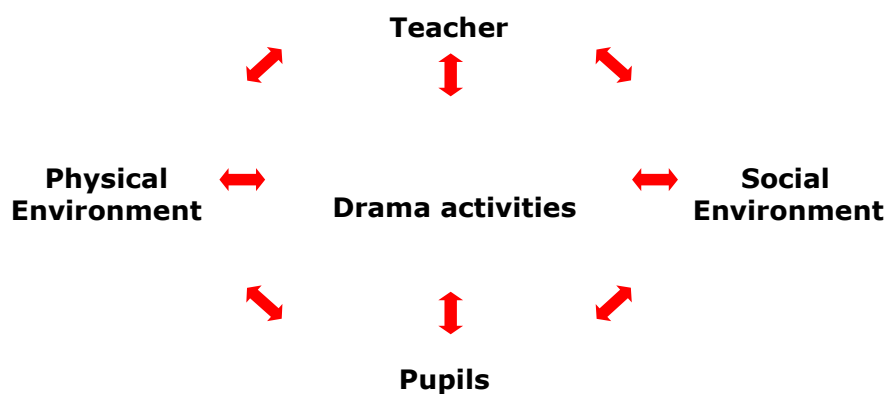 Teacher
Physical
Environment
Drama activities
Social
Environment
Pupils